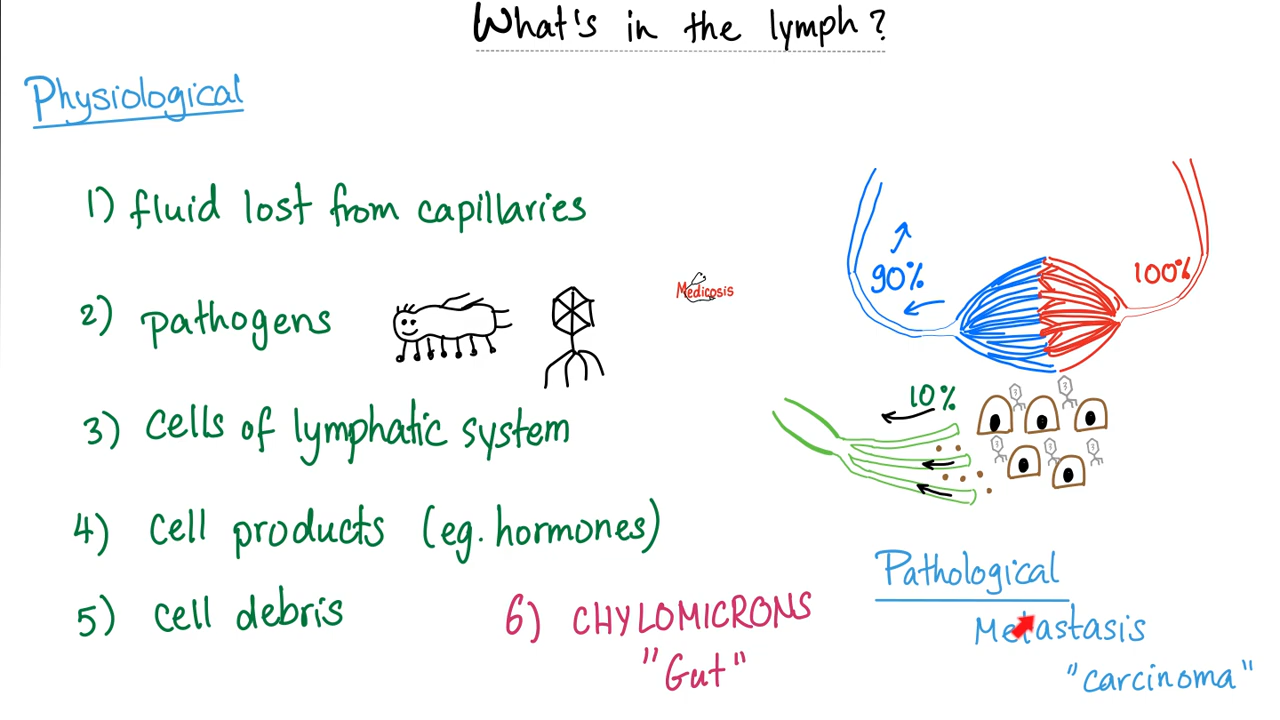 What's in the lymph?
Physiological
1) fluid lost from capillaries
2) pathogens
3) cells of lymphatic system
4) cell products (eg. hormones)
5) cell debris
6) CHYLOMICRONS
"Gut"
Medicosis
90%
100%
10%
Pathological
Metastasis
"carcinoma"